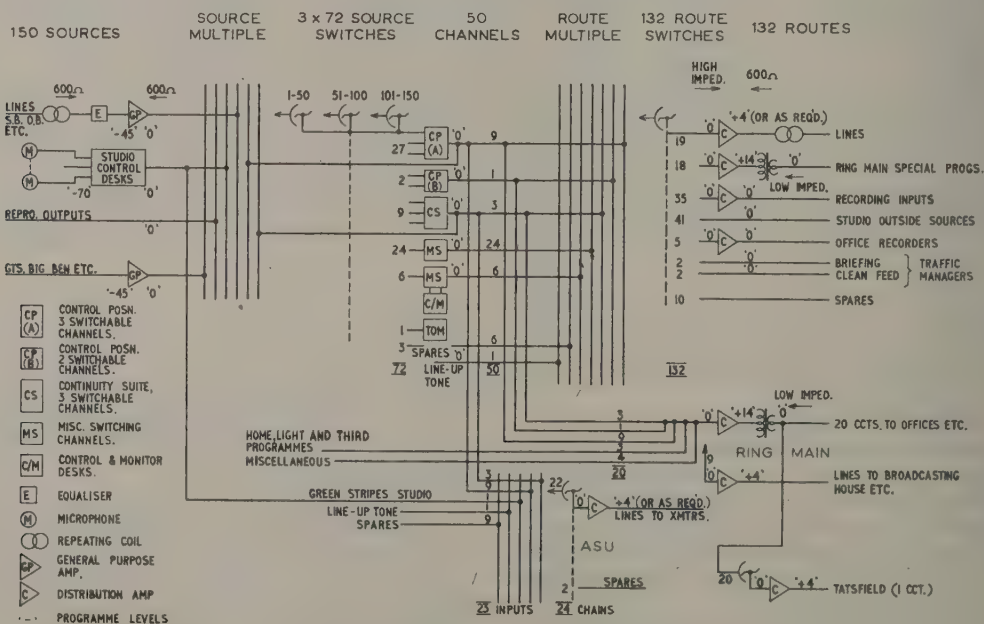 150 SOURCES
SOURCE MULTIPLE
3 x 72 SOURCE SWITCHES
50 CHANNELS
ROUTE MULTIPLE
132 ROUTE SWITCHES
132 ROUTES
600Ω
600Ω
LINES
S.B. O.B.
ETC.
E
GP
'-45' '0'
M
M
STUDIO
CONTROL
DESKS
'-70'
'0'
REPRO. OUTPUTS
'0'
GTS, BIG BEN ETC.
GP
'-45' '0'
1-50
51-100
101-150
CP
(A)
'0'
9
27
2
CP
(B)
'0'
1
9
CS
'0'
3
24
MS
'0'
24
6
MS
'0'
6
C/M
1
TOM
3
SPARES
6
72
LINE-UP
TONE
'0'
1
50
HIGH
IMPED.
600Ω
19
'0'
C
'+4' (OR AS REQD.)
LINES
18
'0'
C
'+14'
'0'
LOW IMPED.
RING MAIN SPECIAL PROGS.
35
'0'
C
'0'
RECORDING INPUTS
41
'0'
STUDIO OUTSIDE SOURCES
5
'0'
C
'0'
OFFICE RECORDERS
2
'0'
BRIEFING
2
'0'
CLEAN FEED
TRAFFIC
MANAGERS
10
SPARES
132
CP
(A)
CONTROL POSN.
3 SWITCHABLE
CHANNELS.
CP
(B)
CONTROL POSN.
2 SWITCHABLE
CHANNELS.
CS
CONTINUITY SUITE,
3 SWITCHABLE
CHANNELS.
MS
MISC. SWITCHING
CHANNELS.
C/M
CONTROL & MONITOR
DESKS.
E
EQUALISER
M
MICROPHONE
REPEATING COIL
GP
GENERAL PURPOSE
AMP.
C
DISTRIBUTION AMP
'--' PROGRAMME LEVELS
HOME, LIGHT AND THIRD
PROGRAMMES
MISCELLANEOUS
3
1
9
3
4
20
'0'
C
'+14'
'0'
LOW IMPED.
20 CCTS. TO OFFICES ETC.
RING MAIN
9
'0'
C
'+4'
LINES TO BROADCASTING
HOUSE ETC.
GREEN STRIPES STUDIO
LINE-UP TONE
SPARES
3
9
9
22
'0'
C
'+4' (OR AS REQD.)
LINES TO XMTRS.
ASU
2
SPARES
23 INPUTS
24 CHAINS
20
'0'
C
'+4'
TATSFIELD (1 CCT.)